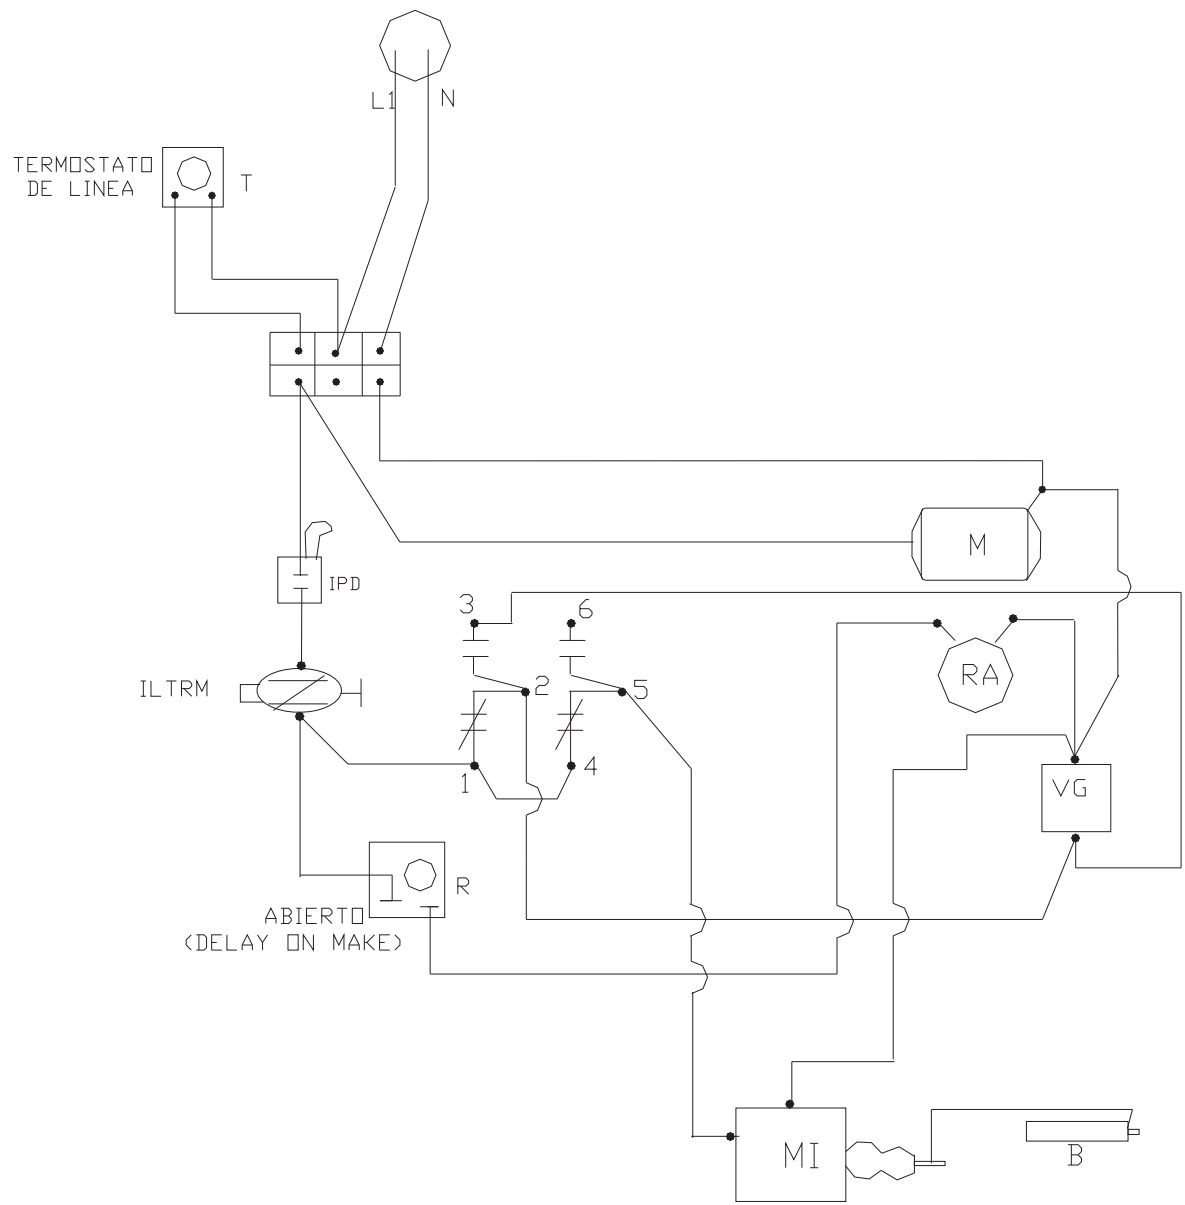 L1
N
TERMOSTATO
DE LINEA
T
M
IPD
3
6
RA
ILTRM
2
5
1
4
VG
R
ABIERTO
(DELAY ON MAKE)
MI
B